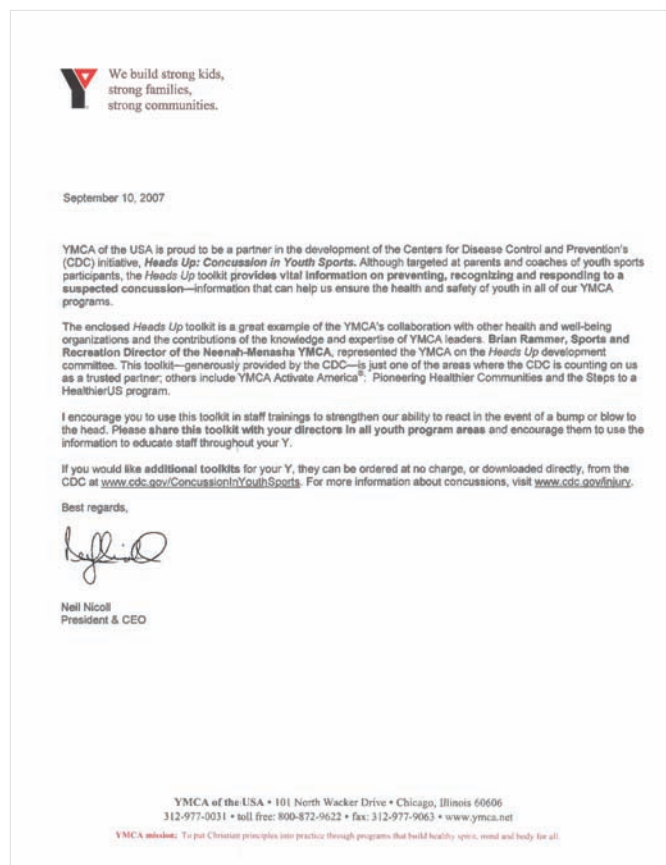 We build strong kids,
strong families,
strong communities.
September 10, 2007
YMCA of the USA is proud to be a partner in the development of the Centers for Disease Control and Prevention's
(CDC) initiative, Heads Up: Concussion in Youth Sports. Although targeted at parents and coaches of youth sports
participants, the Heads Up toolkit provides vital information on preventing, recognizing and responding to a
suspected concussion—information that can help us ensure the health and safety of youth in all of our YMCA
programs.
The enclosed Heads Up toolkit is a great example of the YMCA's collaboration with other health and well-being
organizations and the contributions of the knowledge and expertise of YMCA leaders. Brian Rammer, Sports and
Recreation Director of the Neenah-Menasha YMCA, represented the YMCA on the Heads Up development
committee. This toolkit—generously provided by the CDC—is just one of the areas where the CDC is counting on us
as a trusted partner; others include YMCA Activate America®: Pioneering Healthier Communities and the Steps to a
HealthierUS program.
I encourage you to use this toolkit in staff trainings to strengthen our ability to react in the event of a bump or blow to
the head. Please share this toolkit with your directors in all youth program areas and encourage them to use the
information to educate staff throughout your Y.
If you would like additional toolkits for your Y, they can be ordered at no charge, or downloaded directly, from the
CDC at www.cdc.gov/ConcussionInYouthSports. For more information about concussions, visit www.cdc.gov/injury.
Best regards,
Neil Nicoll
President & CEO
YMCA of the USA • 101 North Wacker Drive • Chicago, Illinois 60606
312-977-0031 • toll free: 800-872-9622 • fax: 312-977-9063 • www.ymca.net
YMCA mission: To put Christian principles into practice through programs that build healthy spirit, mind and body for all.